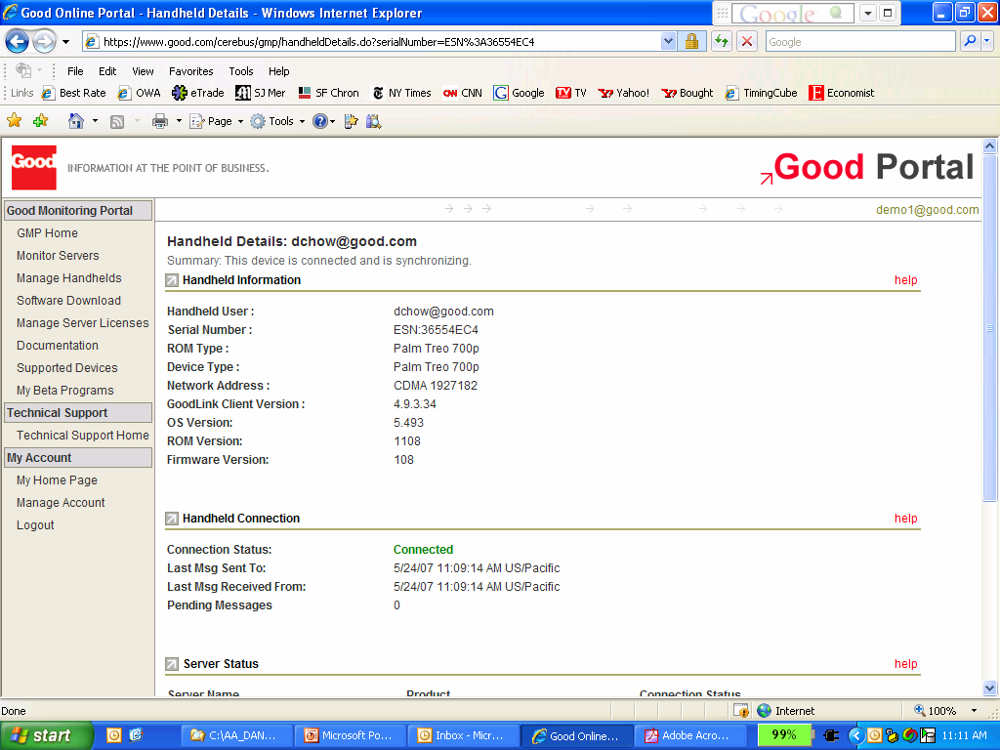 Good Online Portal - Handheld Details - Windows Internet Explorer
Google
https://www.good.com/cerebus/gmp/handheldDetails.do?serialNumber=ESN%3A36554EC4
Google
File Edit View Favorites Tools Help
Links Best Rate OWA eTrade SJ Mer SF Chron NY Times CNN Google TV Yahoo! Bought TimingCube Economist
Page Tools
Good INFORMATION AT THE POINT OF BUSINESS.
Good Portal
demo1@good.com
Good Monitoring Portal
GMP Home
Monitor Servers
Manage Handhelds
Software Download
Manage Server Licenses
Documentation
Supported Devices
My Beta Programs
Technical Support
Technical Support Home
My Account
My Home Page
Manage Account
Logout
Handheld Details: dchow@good.com
Summary: This device is connected and is synchronizing.
Handheld Information help
Handheld User : dchow@good.com
Serial Number : ESN:36554EC4
ROM Type : Palm Treo 700p
Device Type : Palm Treo 700p
Network Address : CDMA 1927182
GoodLink Client Version : 4.9.3.34
OS Version: 5.493
ROM Version: 1108
Firmware Version: 108
Handheld Connection help
Connection Status: Connected
Last Msg Sent To: 5/24/07 11:09:14 AM US/Pacific
Last Msg Received From: 5/24/07 11:09:14 AM US/Pacific
Pending Messages 0
Server Status help
Server Name Product Connection Status
Done Internet 100%
start C:\AA_DAN... Microsoft Po... Inbox - Micr... Good Online... Adobe Acro... 99% 11:11 AM